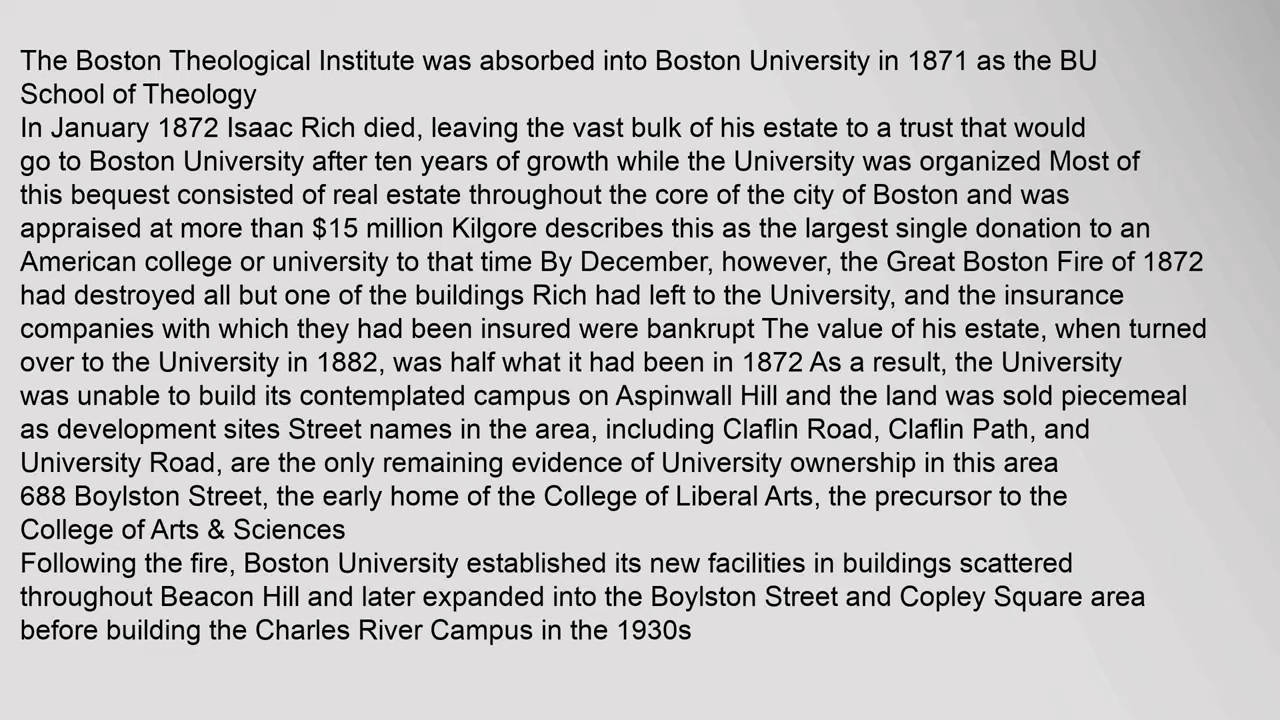 The Boston Theological Institute was absorbed into Boston University in 1871 as the BU
School of Theology
In January 1872 Isaac Rich died, leaving the vast bulk of his estate to a trust that would
go to Boston University after ten years of growth while the University was organized Most of
this bequest consisted of real estate throughout the core of the city of Boston and was
appraised at more than $15 million Kilgore describes this as the largest single donation to an
American college or university to that time By December, however, the Great Boston Fire of 1872
had destroyed all but one of the buildings Rich had left to the University, and the insurance
companies with which they had been insured were bankrupt The value of his estate, when turned
over to the University in 1882, was half what it had been in 1872 As a result, the University
was unable to build its contemplated campus on Aspinwall Hill and the land was sold piecemeal
as development sites Street names in the area, including Claflin Road, Claflin Path, and
University Road, are the only remaining evidence of University ownership in this area
688 Boylston Street, the early home of the College of Liberal Arts, the precursor to the
College of Arts & Sciences
Following the fire, Boston University established its new facilities in buildings scattered
throughout Beacon Hill and later expanded into the Boylston Street and Copley Square area
before building the Charles River Campus in the 1930s